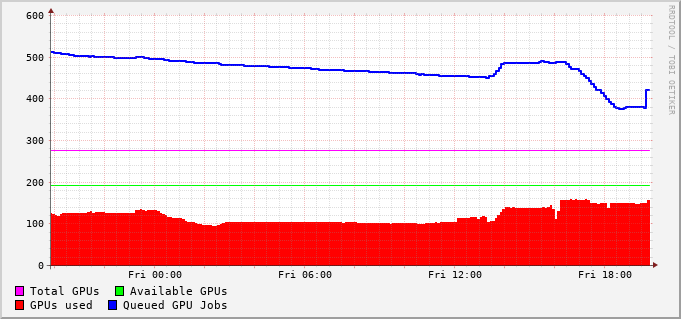 600
500
400
300
200
100
0
Fri 00:00 Fri 06:00 Fri 12:00 Fri 18:00
Total GPUs Available GPUs
GPUs used Queued GPU Jobs
RRDTOOL / TOBI OETIKER